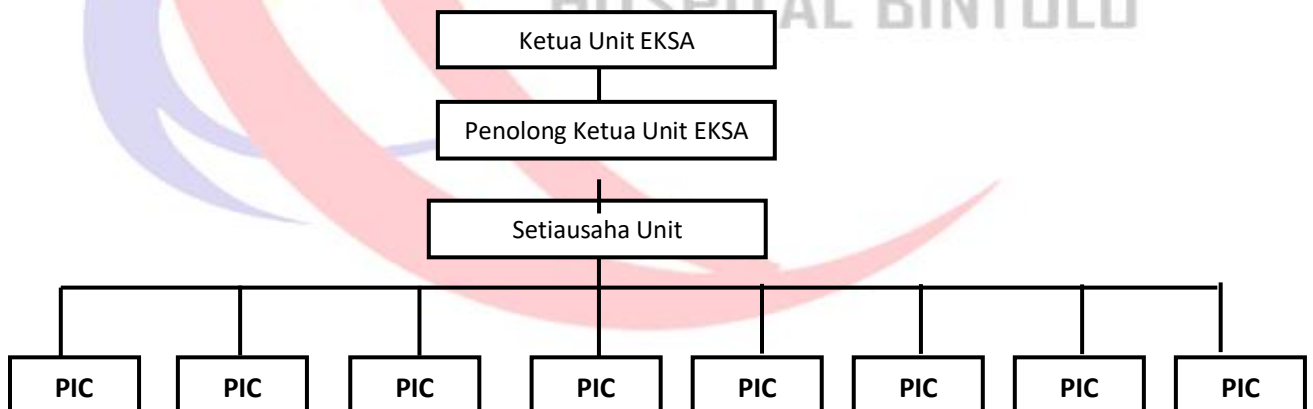 HOSPITAL BINTULU
Ketua Unit EKSA
Penolong Ketua Unit EKSA
Setiausaha Unit
PIC PIC PIC PIC PIC PIC PIC PIC